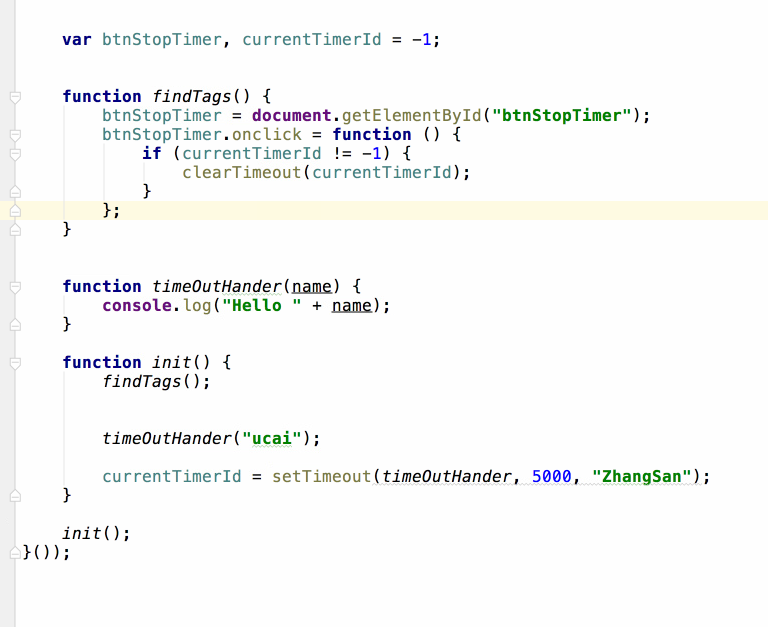 var btnStopTimer, currentTimerId = -1;
function findTags() {
btnStopTimer = document.getElementById("btnStopTimer");
btnStopTimer.onclick = function () {
if (currentTimerId != -1) {
clearTimeout(currentTimerId);
}
};
}
function timeOutHander(name) {
console.log("Hello " + name);
}
function init() {
findTags();
timeOutHander("ucai");
currentTimerId = setTimeout(timeOutHander, 5000, "ZhangSan");
}
init();
}());